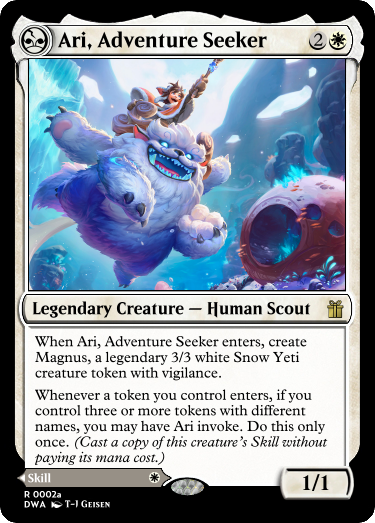 Ari, Adventure Seeker 2
Legendary Creature — Human Scout
When Ari, Adventure Seeker enters, create
Magnus, a legendary 3/3 white Snow Yeti
creature token with vigilance.
Whenever a token you control enters, if you
control three or more tokens with different
names, you may have Ari invoke. Do this only
once. (Cast a copy of this creature's Skill without
paying its mana cost.)
Skill
1/1
R 0002a
DWA T-J Geisen